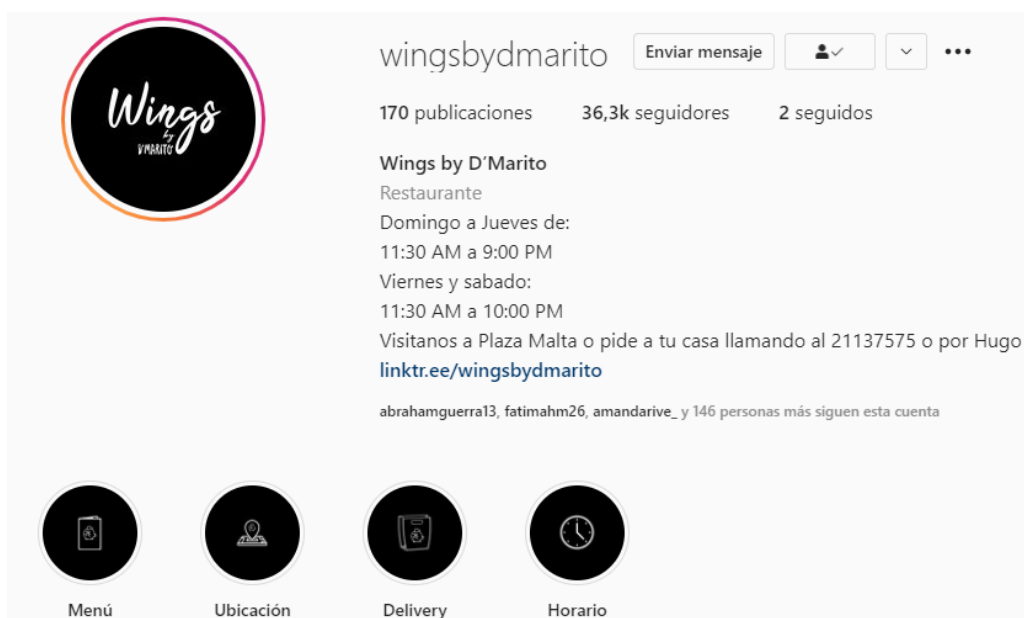 Wings
by
D'MARITO
wingsbydmarito Enviar mensaje
170 publicaciones 36,3k seguidores 2 seguidos
Wings by D´Marito
Restaurante
Domingo a Jueves de:
11:30 AM a 9:00 PM
Viernes y sabado:
11:30 AM a 10:00 PM
Visitanos a Plaza Malta o pide a tu casa llamando al 21137575 o por Hugo
linktr.ee/wingsbydmarito
abrahamguerra13, fatimahm26, amandarive_ y 146 personas más siguen esta cuenta
Menú Ubicación Delivery Horario